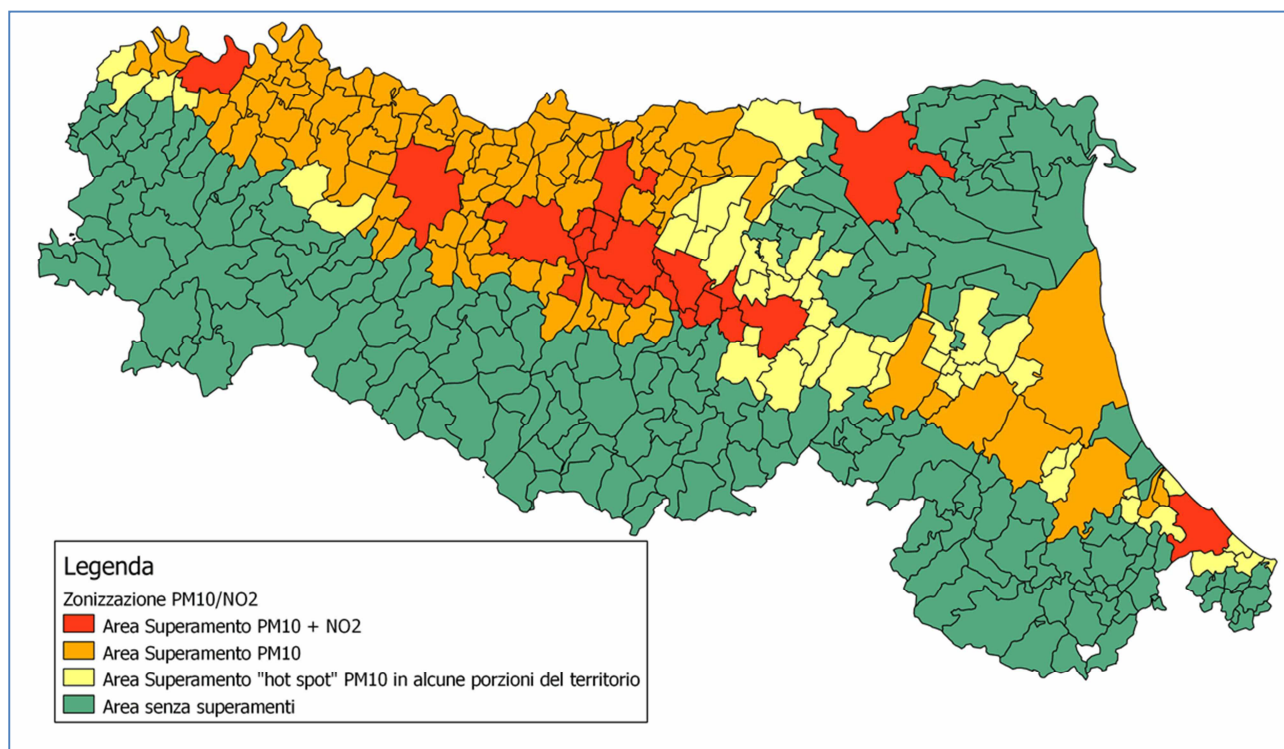 Legenda
Zonizzazione PM10/NO2
Area Superamento PM10 + NO2
Area Superamento PM10
Area Superamento "hot spot" PM10 in alcune porzioni del territorio
Area senza superamenti